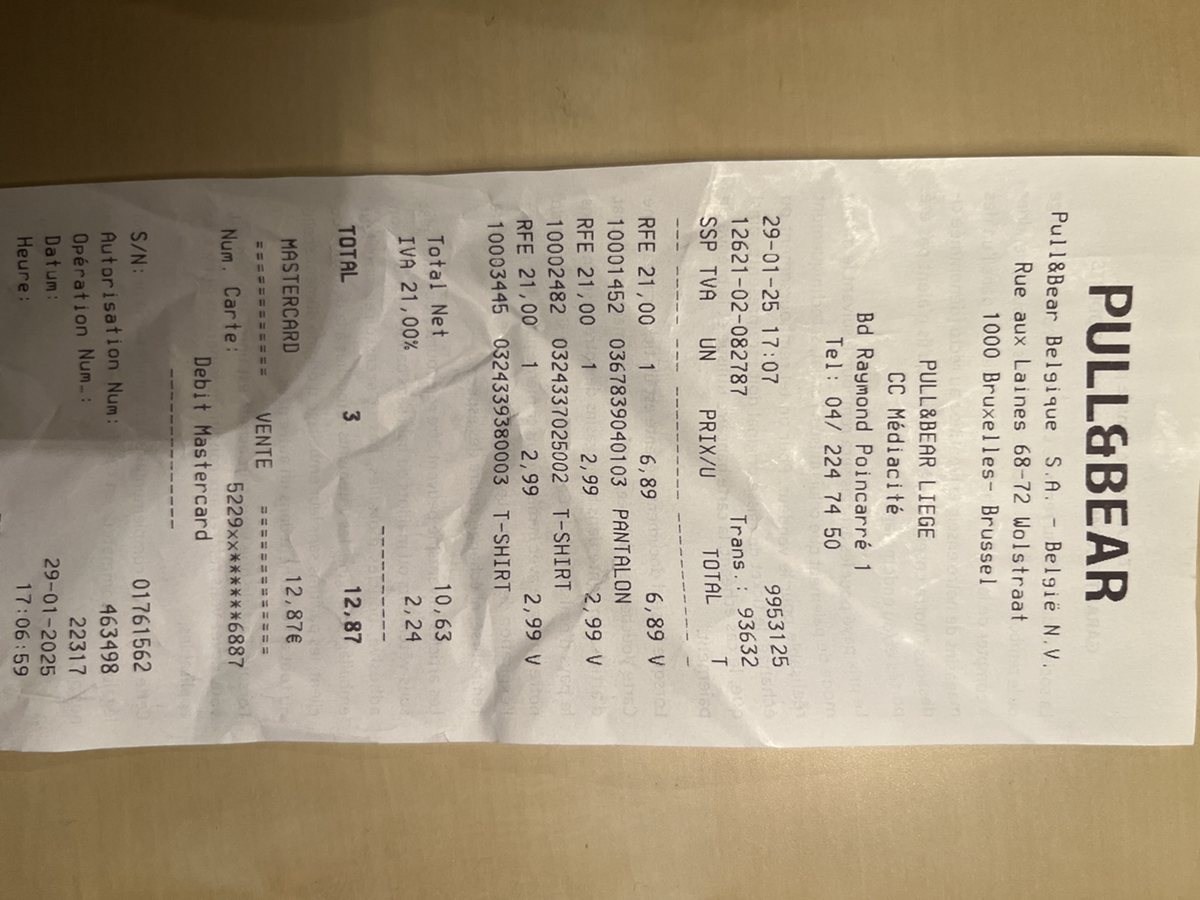 PULL&BEAR
Pull&Bear Belgique S.A. - België N.V.
Rue aux Laines 68-72 Wolstraat
1000 Bruxelles- Brussel
PULL&BEAR LIEGE
CC Médiacité
Bd Raymond Poincarré 1
Tel: 04/ 224 74 50
29-01-25 17:07 9953125
12621-02-082787 Trans.: 93632
SSP TVA UN PRIX/U TOTAL T
--- ------ --- --------- --------- -
RFE 21,00 1 6,89 6,89 V
10001452 0367839040103 PANTALON
RFE 21,00 1 2,99 2,99 V
10002482 0324337025002 T-SHIRT
RFE 21,00 1 2,99 2,99 V
10003445 0324339380003 T-SHIRT
Total Net 10,63
IVA 21,00% 2,24
----------
TOTAL 3 12,87
MASTERCARD 12,87€
=========== VENTE ============
Num. Carte: 5229xx******6887
Debit Mastercard
--------------
S/N: 01761562
Autorisation Num: 463498
Opération Num.: 22317
Datum: 29-01-2025
Heure: 17:06:59